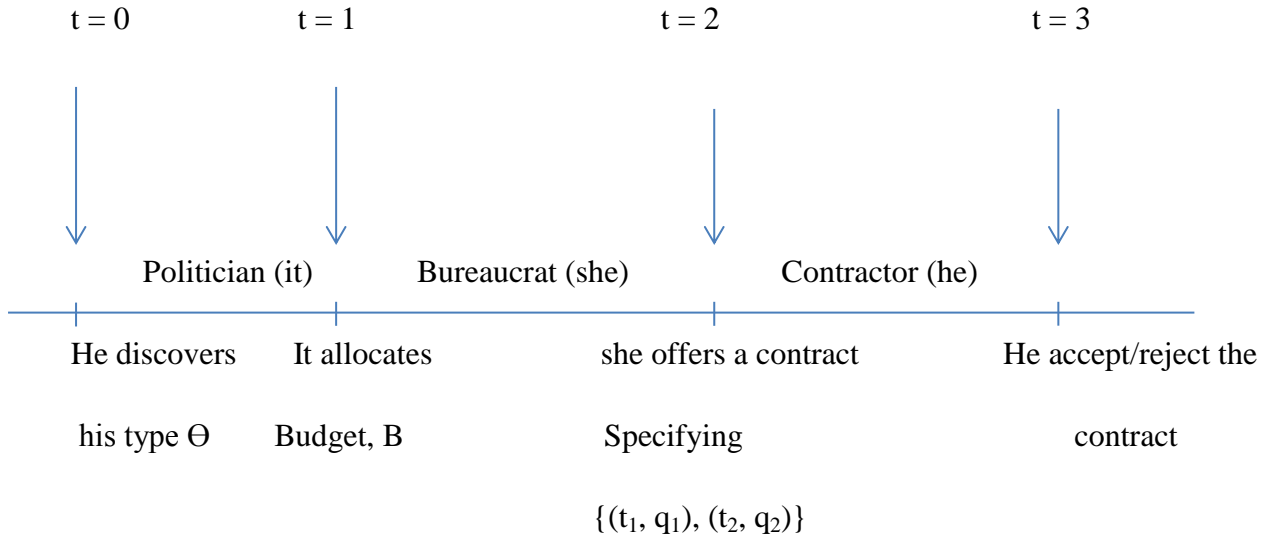 t = 0 t = 1 t = 2 t = 3
Politician (it) Bureaucrat (she) Contractor (he)
He discovers It allocates she offers a contract He accept/reject the
his type Ɵ Budget, B Specifying contract
{(t₁, q₁), (t₂, q₂)}